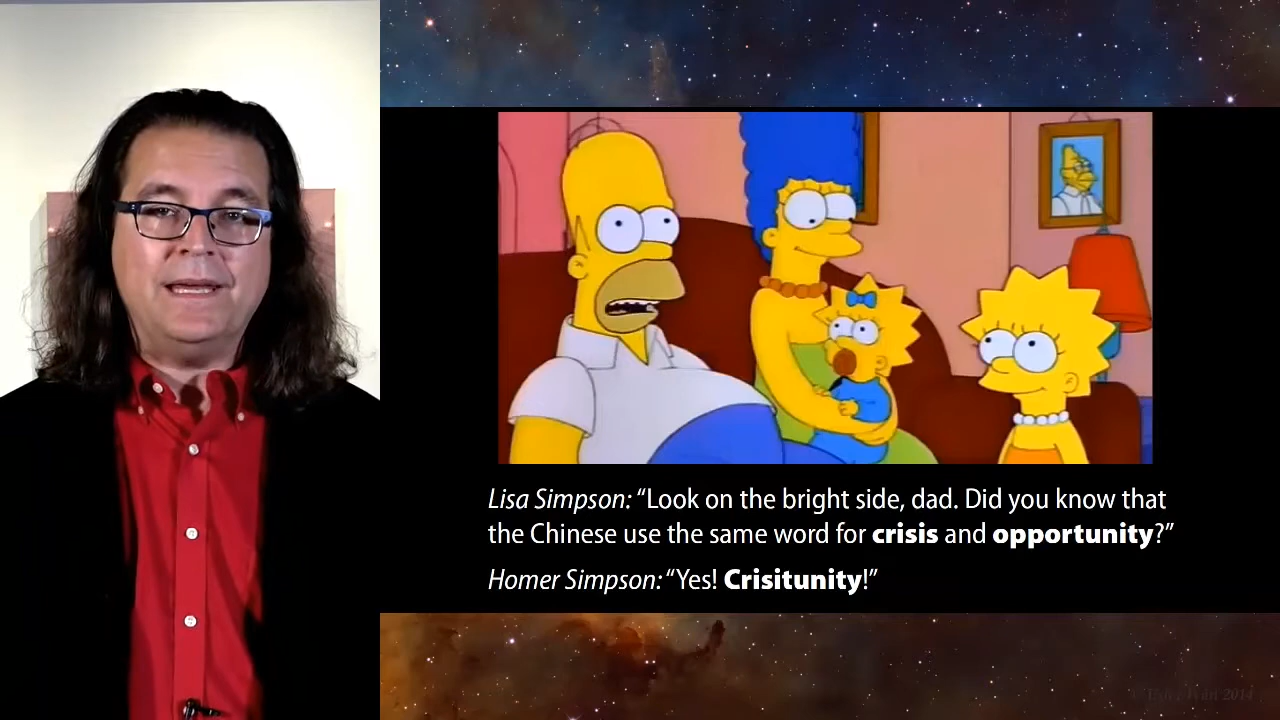 Lisa Simpson: “Look on the bright side, dad. Did you know that
the Chinese use the same word for crisis and opportunity?”
Homer Simpson: “Yes! Crisitunity!”